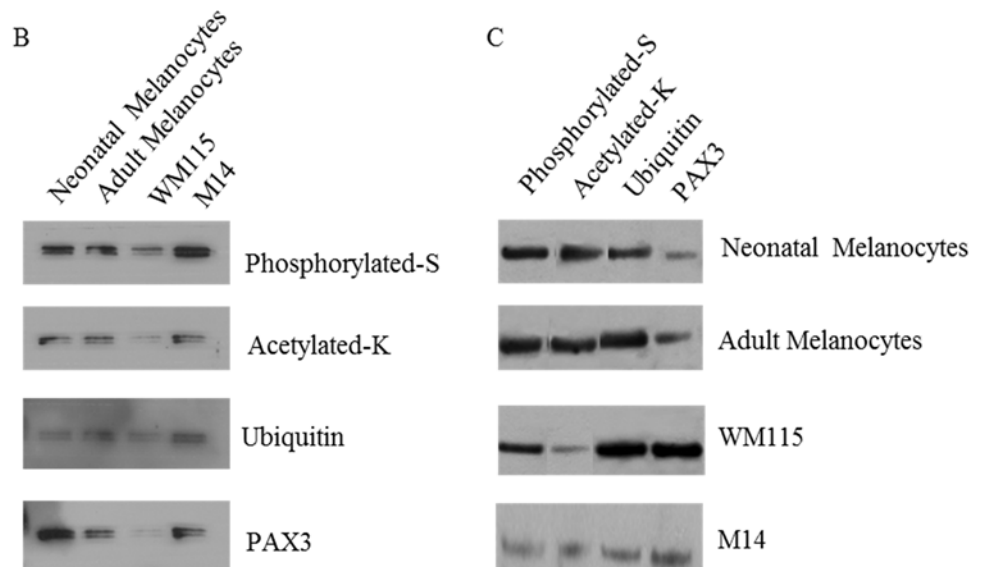 B
Neonatal Melanocytes
Adult Melanocytes
WM115
M14
Phosphorylated-S
Acetylated-K
Ubiquitin
PAX3
C
Phosphorylated-S
Acetylated-K
Ubiquitin
PAX3
Neonatal Melanocytes
Adult Melanocytes
WM115
M14